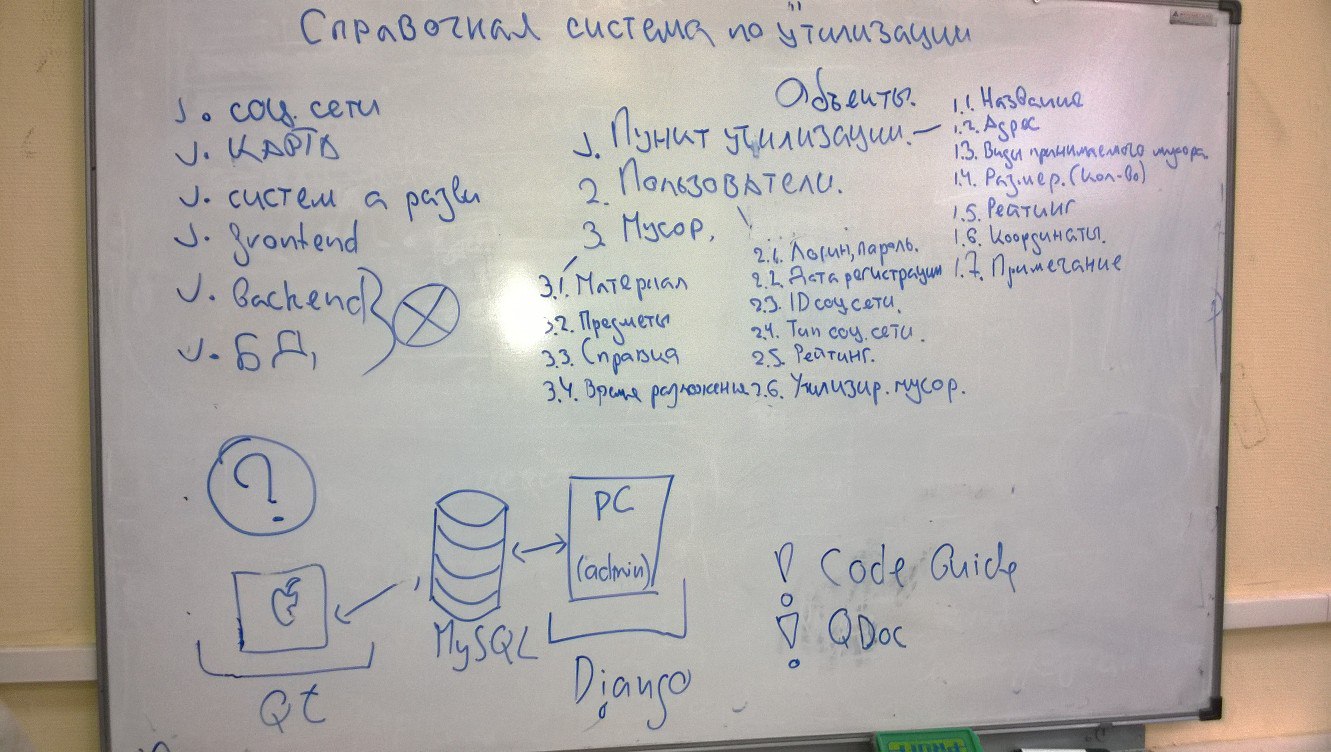 Справочная система по утилизации
соц. сети
КАРТА
система разви
frontend
Backend
БД,
Объекты.
1. Пункт утилизации. —
2. Пользователи.
3. Мусор,
1.1. Название
1.2. Адрес
1.3. Виды принимаемого мусора.
1.4. Размер. (кол-во)
1.5. Рейтинг
1.6. Координаты.
1.7. Примечание
2.1. Логин, пароль.
2.2. Дата регистрации
2.3. ID соц. сети.
2.4. Тип соц. сети.
2.5. Рейтинг.
2.6. Утилизир. мусор.
3.1. Материал
3.2. Предметы
3.3. Справка
3.4. Время разложения
?
Qt
MySQL
PC
(admin)
Django
! Code Guide
! QDoc